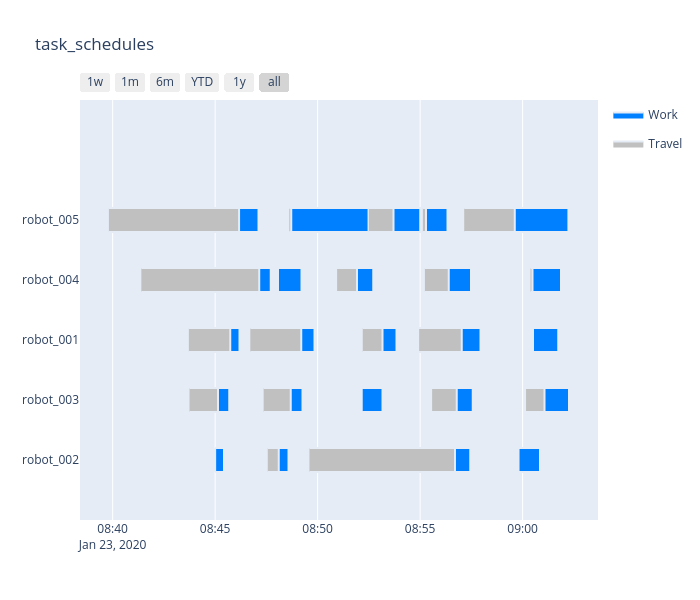 task_schedules
1w 1m 6m YTD 1y all
Work
Travel
robot_005
robot_004
robot_001
robot_003
robot_002
08:40 08:45 08:50 08:55 09:00
Jan 23, 2020